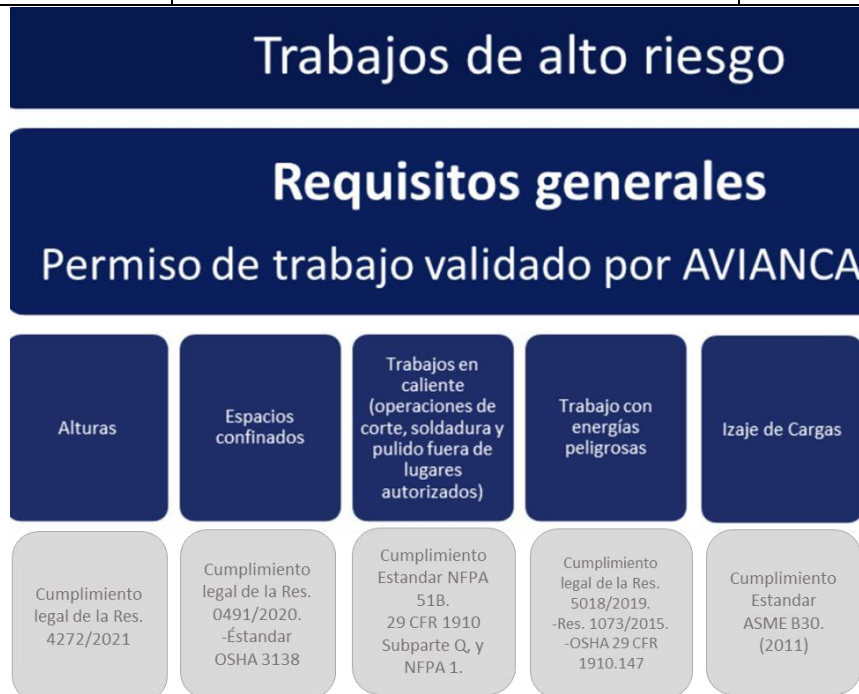 Trabajos de alto riesgo
Requisitos generales
Permiso de trabajo validado por AVIANCA
Alturas
Espacios
confinados
Trabajos en
caliente
(operaciones de
corte, soldadura y
pulido fuera de
lugares
autorizados)
Trabajo con
energías
peligrosas
Izaje de Cargas
Cumplimiento
legal de la Res.
4272/2021
Cumplimiento
legal de la Res.
0491/2020.
-Éstandar
OSHA 3138
Cumplimiento
Estandar NFPA
51B.
29 CFR 1910
Subparte Q, y
NFPA 1.
Cumplimiento
legal de la Res.
5018/2019.
-Res. 1073/2015.
-OSHA 29 CFR
1910.147
Cumplimiento
Estandar
ASME B30.
(2011)